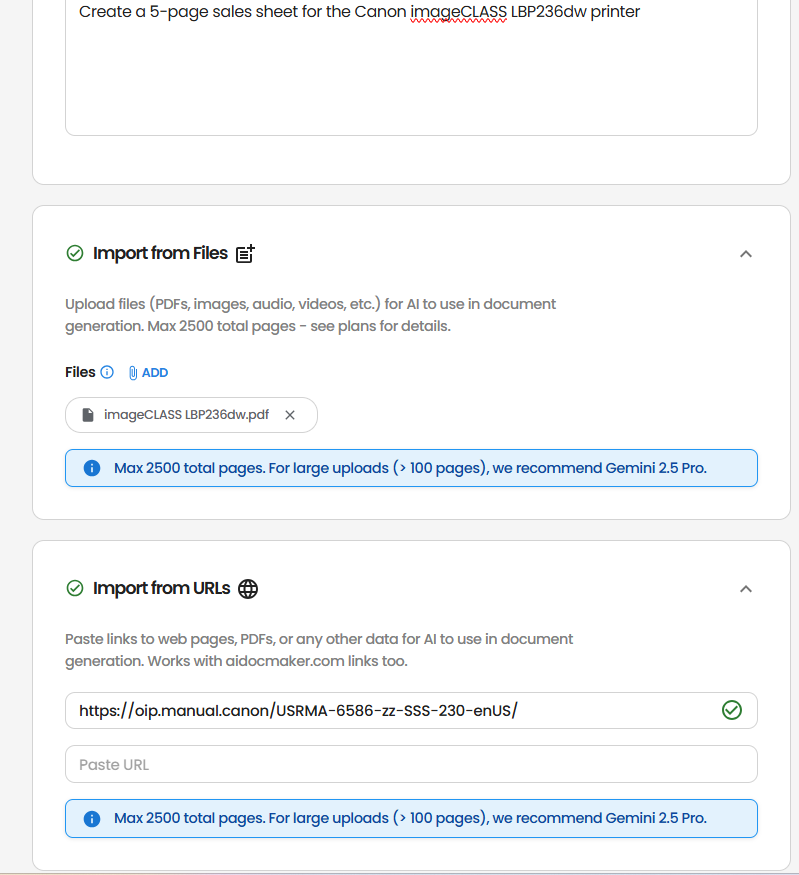 Create a 5-page sales sheet for the Canon imageCLASS LBP236dw printer
Import from Files
Upload files (PDFs, images, audio, videos, etc.) for AI to use in document
generation. Max 2500 total pages - see plans for details.
Files ADD
imageCLASS LBP236dw.pdf
Max 2500 total pages. For large uploads (> 100 pages), we recommend Gemini 2.5 Pro.
Import from URLs
Paste links to web pages, PDFs, or any other data for AI to use in document
generation. Works with aidocmaker.com links too.
https://oip.manual.canon/USRMA-6586-zz-SSS-230-enUS/
Paste URL
Max 2500 total pages. For large uploads (> 100 pages), we recommend Gemini 2.5 Pro.